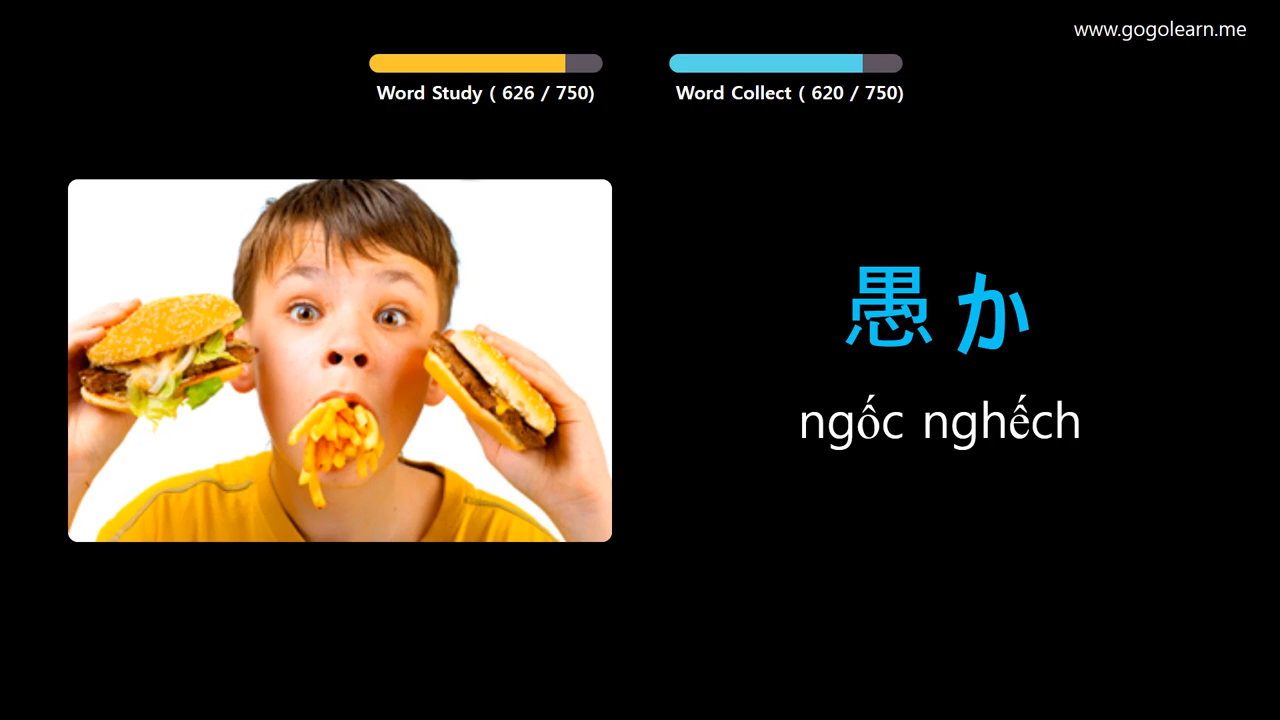 www.gogolearn.me
Word Study ( 626 / 750)
Word Collect ( 620 / 750)
愚か
ngốc nghếch